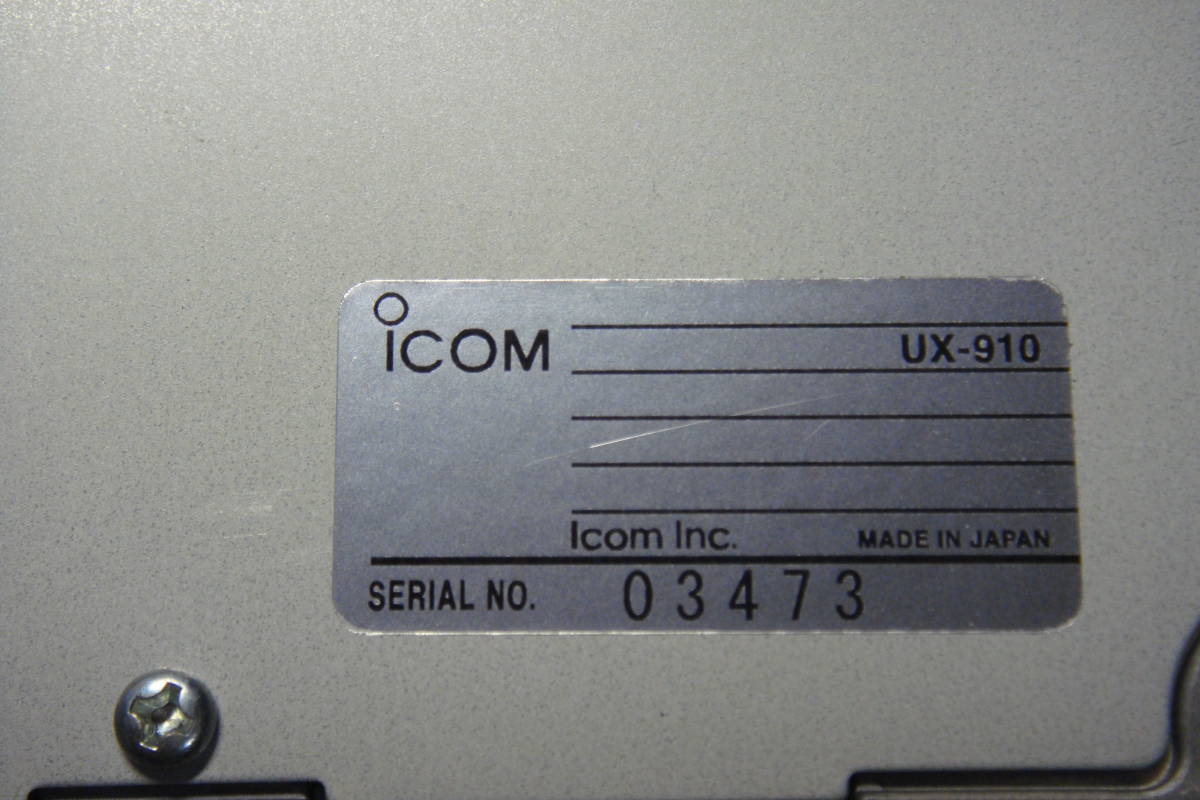 iCOM
UX-910
Icom Inc. MADE IN JAPAN
SERIAL NO. 03473